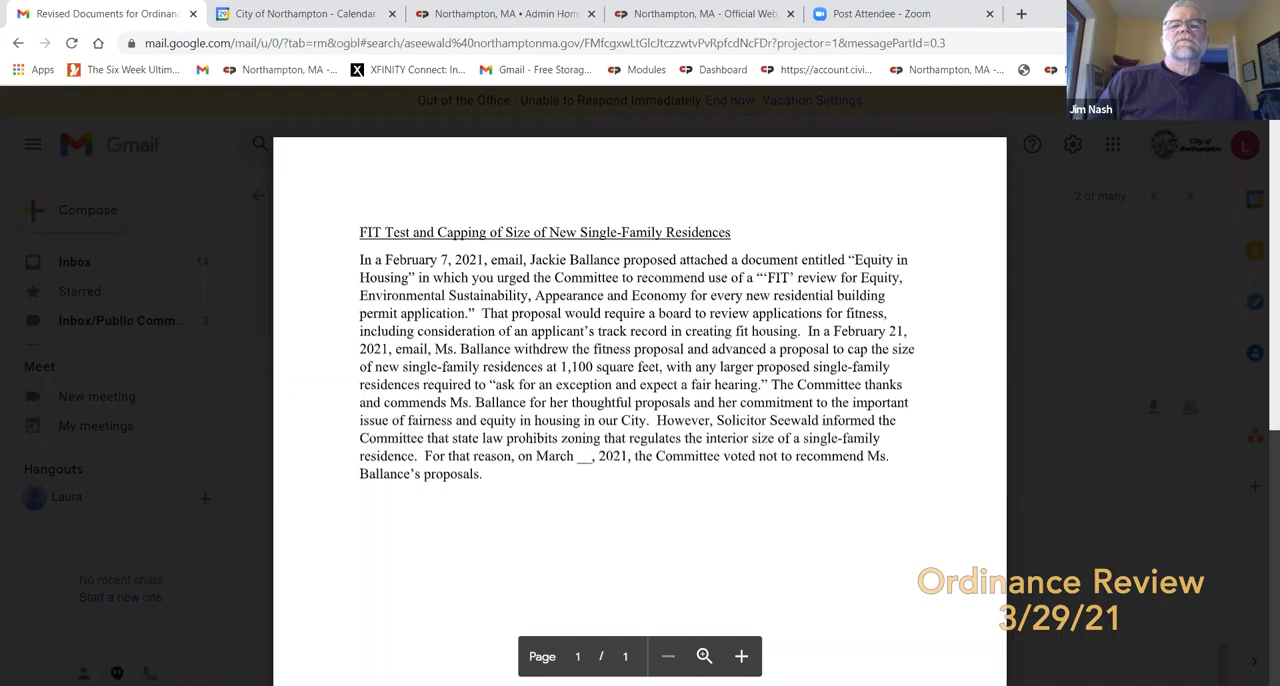 Revised Documents for Ordinanc
City of Northampton - Calendar
Northampton, MA • Admin Hom
Northampton, MA - Official Web
Post Attendee - Zoom
mail.google.com/mail/u/0/?tab=rm&ogbl#search/aseewald%40northamptonma.gov/FMfcgxwLtGlcJtczzwtvPvRpfcdNcFDr?projector=1&messagePartId=0.3
Apps
The Six Week Ultim...
Northampton, MA -...
XFINITY Connect: In...
Gmail - Free Storag...
Modules
Dashboard
https://account.civi...
Northampton, MA -...
Jim Nash
Out of the Office - Unable to Respond Immediately End now Vacation Settings
Gmail
City of
Northampton
L
Compose
2 of many
Inbox 14
Starred
Inbox/Public Comm... 3
Meet
New meeting
My meetings
Hangouts
Laura
No recent chats
Start a new one
FIT Test and Capping of Size of New Single-Family Residences
In a February 7, 2021, email, Jackie Ballance proposed attached a document entitled “Equity in
Housing” in which you urged the Committee to recommend use of a “‘FIT’ review for Equity,
Environmental Sustainability, Appearance and Economy for every new residential building
permit application.”  That proposal would require a board to review applications for fitness,
including consideration of an applicant’s track record in creating fit housing.  In a February 21,
2021, email, Ms. Ballance withdrew the fitness proposal and advanced a proposal to cap the size
of new single-family residences at 1,100 square feet, with any larger proposed single-family
residences required to “ask for an exception and expect a fair hearing.” The Committee thanks
and commends Ms. Ballance for her thoughtful proposals and her commitment to the important
issue of fairness and equity in housing in our City.  However, Solicitor Seewald informed the
Committee that state law prohibits zoning that regulates the interior size of a single-family
residence.  For that reason, on March __, 2021, the Committee voted not to recommend Ms.
Ballance’s proposals.
Ordinance Review
3/29/21
Page 1 / 1